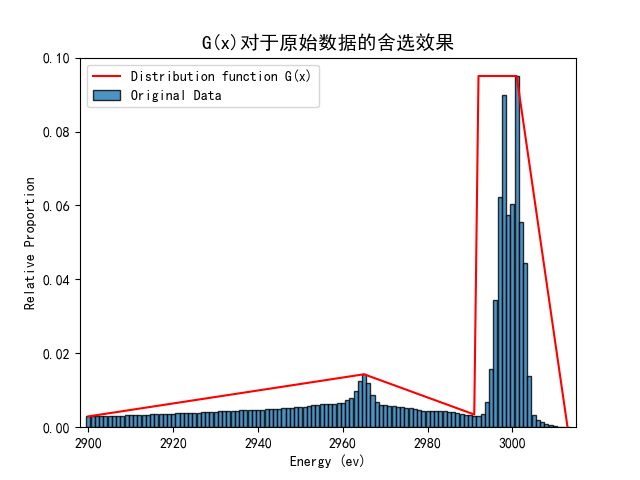 G(x)对于原始数据的舍选效果
Distribution function G(x)
Original Data
0.10
0.08
0.06
0.04
0.02
0.00
Relative Proportion
2900
2920
2940
2960
2980
3000
Energy (ev)